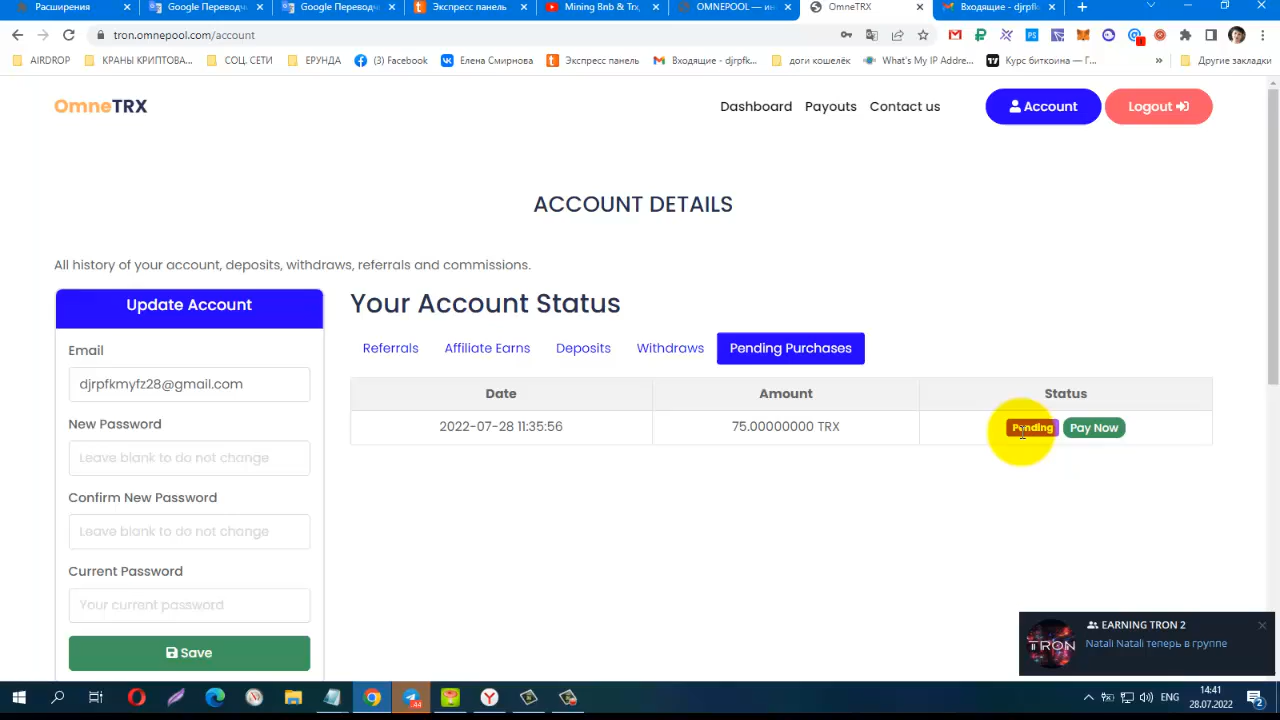 Расширения
Google Переводч
Google Переводч
Экспресс панель
Mining Bnb & Trx,
OMNEPOOL — ин
OmneTRX
Входящие - djrpfk
tron.omnepool.com/account
AIRDROP
КРАНЫ КРИПТОВА...
СОЦ. СЕТИ
ЕРУНДА
(3) Facebook
Елена Смирнова
Экспресс панель
Входящие - djrpfk...
доги кошелёк
What's My IP Addre...
Курс биткоина — Г...
»
Другие закладки
OmneTRX
Dashboard
Payouts
Contact us
Account
Logout
ACCOUNT DETAILS
All history of your account, deposits, withdraws, referrals and commissions.
Update Account
Email
djrpfkmyfz28@gmail.com
New Password
Leave blank to do not change
Confirm New Password
Leave blank to do not change
Current Password
Your current password
Save
Your Account Status
Referrals
Affiliate Earns
Deposits
Withdraws
Pending Purchases
Date
Amount
Status
2022-07-28 11:35:56
75.00000000 TRX
Pending
Pay Now
TRON
EARNING TRON 2
Natali Natali теперь в группе
44
ENG
14:41
28.07.2022
2